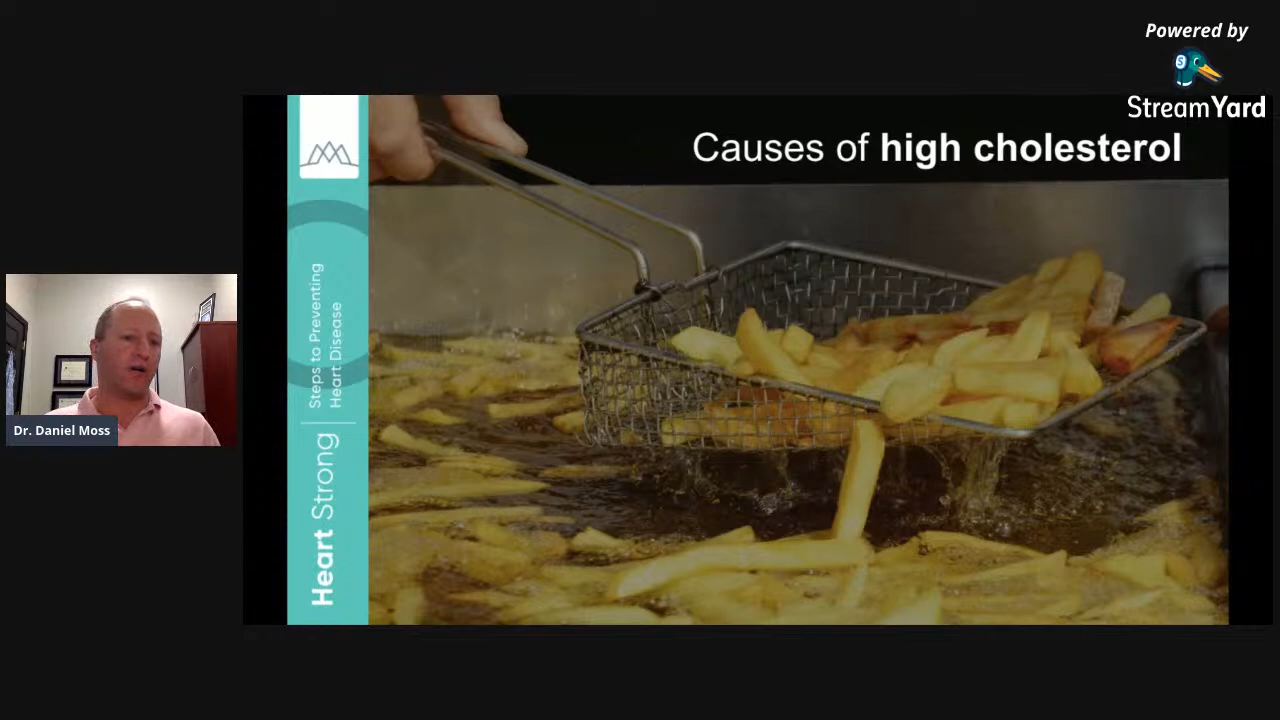 Powered by
StreamYard
Causes of high cholesterol
Steps to Preventing
Heart Disease
Heart Strong
Dr. Daniel Moss